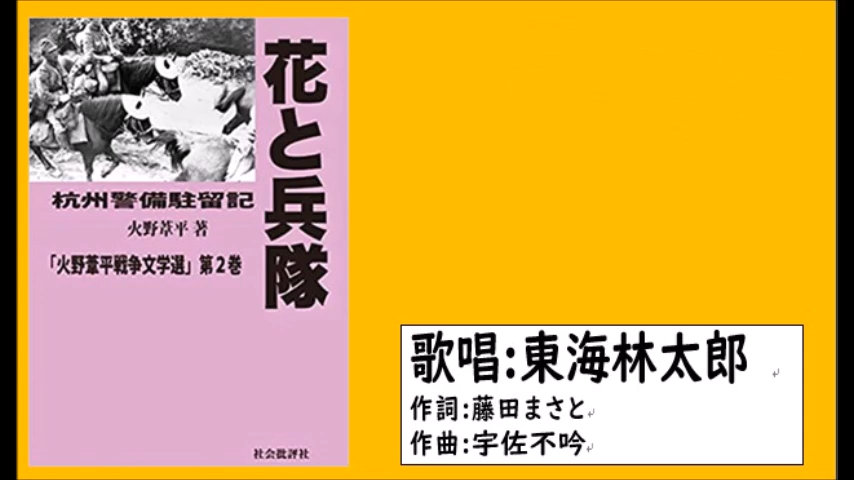 花と兵隊
杭州警備駐留記
火野葦平 著
「火野葦平戦争文学選」第2巻
社会批評社
歌唱:東海林太郎
作詞:藤田まさと
作曲:宇佐不吟